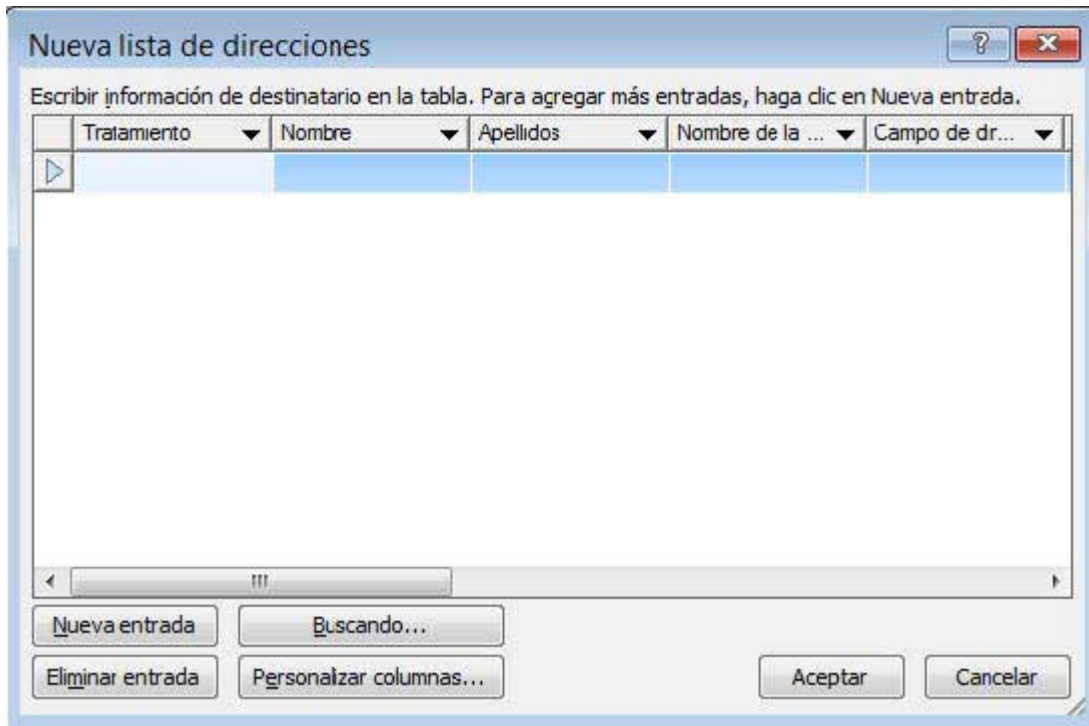 Nueva lista de direcciones
Escribir información de destinatario en la tabla. Para agregar más entradas, haga clic en Nueva entrada.
Tratamiento Nombre Apellidos Nombre de la ... Campo de dr...
Nueva entrada Buscando...
Eliminar entrada Personalizar columnas... Aceptar Cancelar